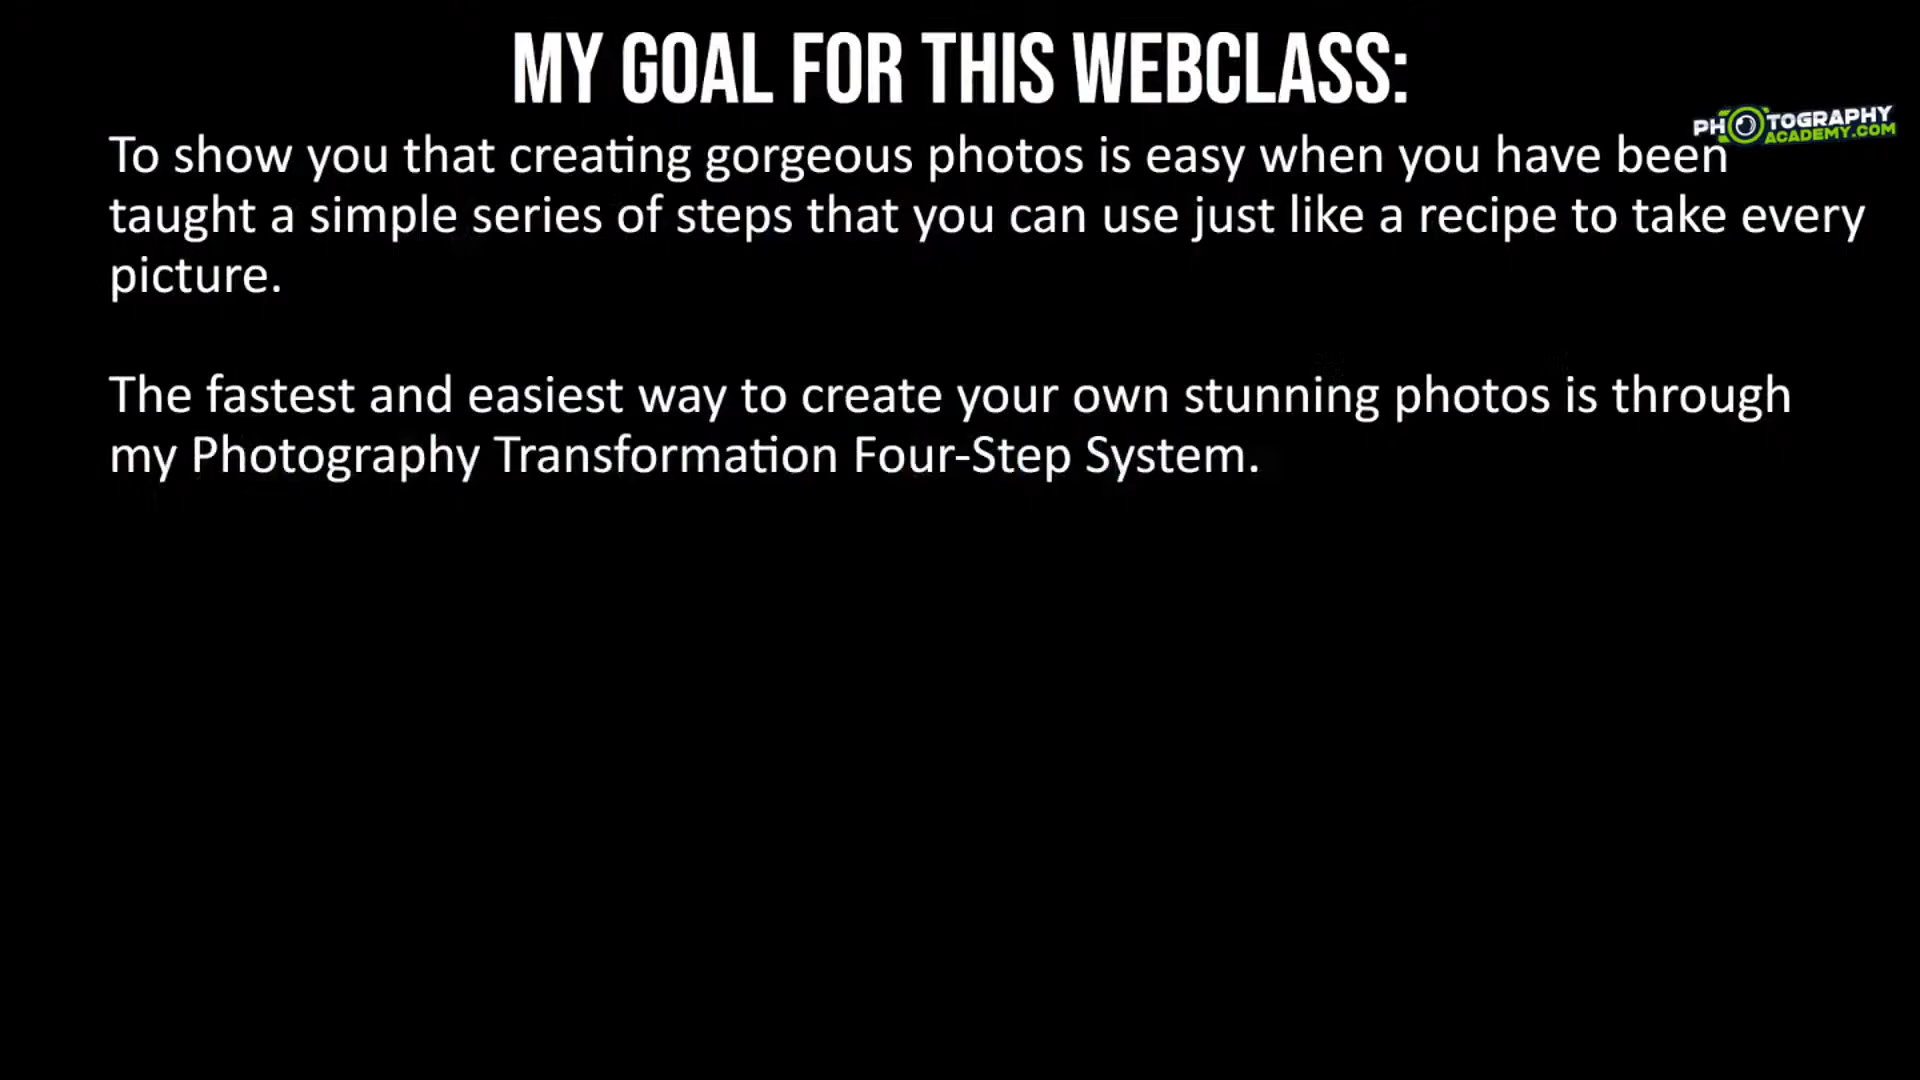 MY GOAL FOR THIS WEBCLASS:
PHOTOGRAPHY
ACADEMY.COM
To show you that creating gorgeous photos is easy when you have been
taught a simple series of steps that you can use just like a recipe to take every
picture.
The fastest and easiest way to create your own stunning photos is through
my Photography Transformation Four-Step System.